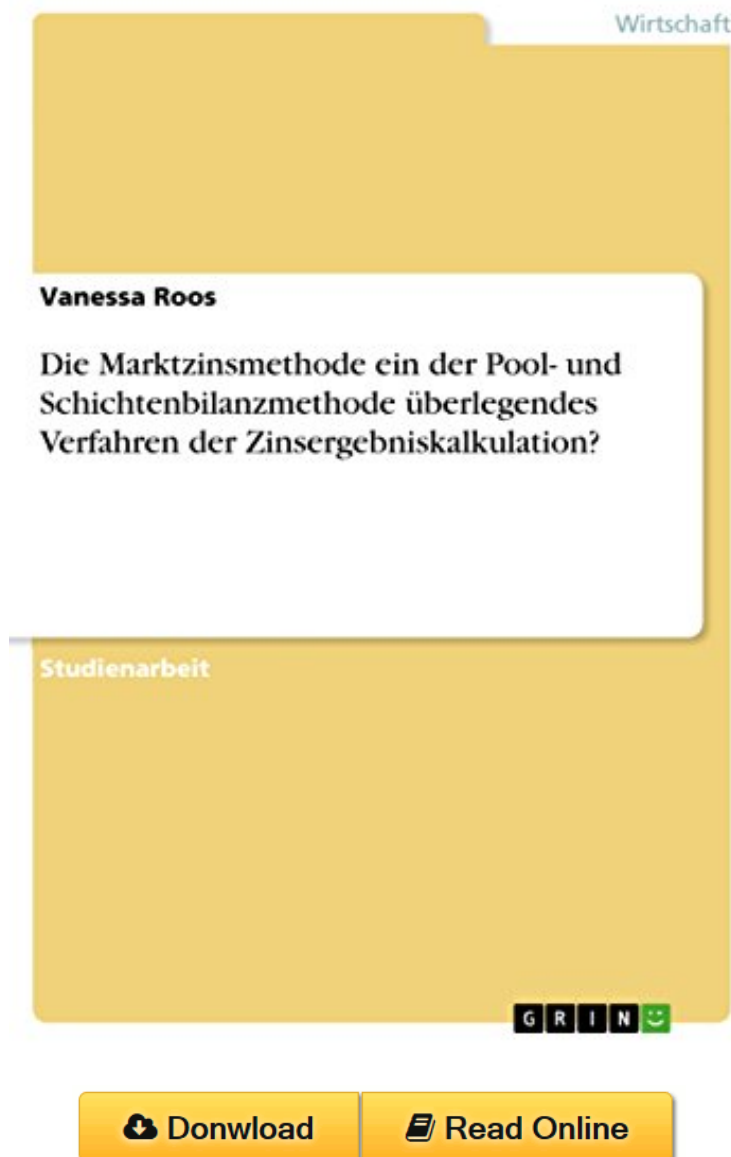 Wirtschaft
Vanessa Roos
Die Marktzinsmethode ein der Pool- und
Schichtenbilanzmethode überlegendes
Verfahren der Zinsergebniskalkulation?
Studienarbeit
GRIN
Donwload
Read Online